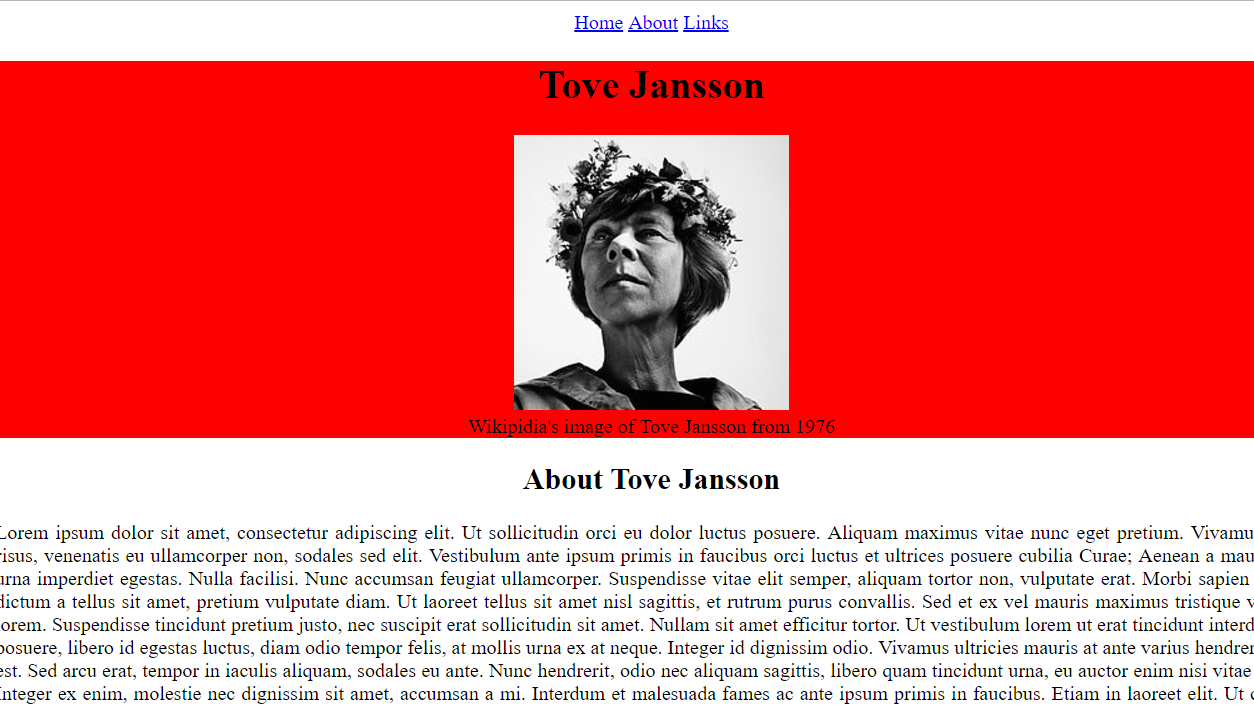 Home About Links
Tove Jansson
Wikipidia's image of Tove Jansson from 1976
About Tove Jansson
Lorem ipsum dolor sit amet, consectetur adipiscing elit. Ut sollicitudin orci eu dolor luctus posuere. Aliquam maximus vitae nunc eget pretium.
risus, venenatis eu ullamcorper non, sodales sed elit. Vestibulum ante ipsum primis in faucibus orci luctus et ultrices posuere cubilia Curae; Aenean a
urna imperdiet egestas. Nulla facilisi. Nunc accumsan feugiat ullamcorper. Suspendisse vitae elit semper, aliquam tortor non, vulputate erat. Morbi sapien
dictum a tellus sit amet, pretium vulputate diam. Ut laoreet tellus sit amet nisl sagittis, et rutrum purus convallis. Sed et ex vel mauris maximus tristique
lorem. Suspendisse tincidunt pretium justo, nec suscipit erat sollicitudin sit amet. Nullam sit amet efficitur tortor. Ut vestibulum lorem ut erat tincidunt
posuere, libero id egestas luctus, diam odio tempor felis, at mollis urna ex at neque. Integer id dignissim odio. Vivamus ultricies mauris at ante varius
est. Sed arcu erat, tempor in iaculis aliquam, sodales eu ante. Nunc hendrerit, odio nec aliquam sagittis, libero quam tincidunt urna, eu auctor enim nisi vitae
Integer ex enim, molestie nec dignissim sit amet, accumsan a mi. Interdum et malesuada fames ac ante ipsum primis in faucibus. Etiam in laoreet elit. Ut